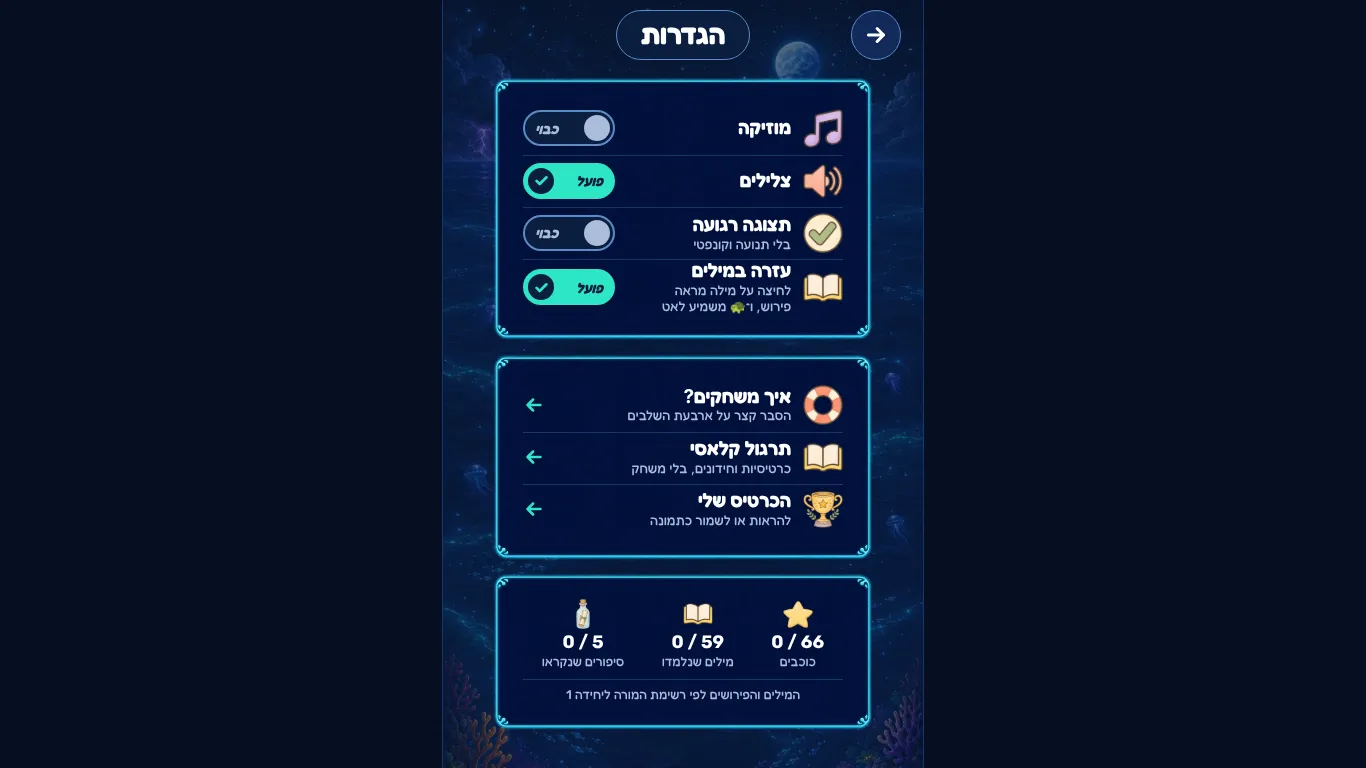 הגדרות
מוזיקה
כבוי
צלילים
פועל
תצוגה רגועה
בלי תנועה וקונפטי
כבוי
עזרה במילים
לחיצה על מילה מראה
פירוש, ו־🐢 משמיע לאט
פועל
איך משחקים?
הסבר קצר על ארבעת השלבים
תרגול קלאסי
כרטיסיות וחידונים, בלי משחק
הכרטיס שלי
להראות או לשמור כתמונה
0 / 66
כוכבים
0 / 59
מילים שנלמדו
0 / 5
סיפורים שנקראו
המילים והפירושים לפי רשימת המורה ליחידה 1